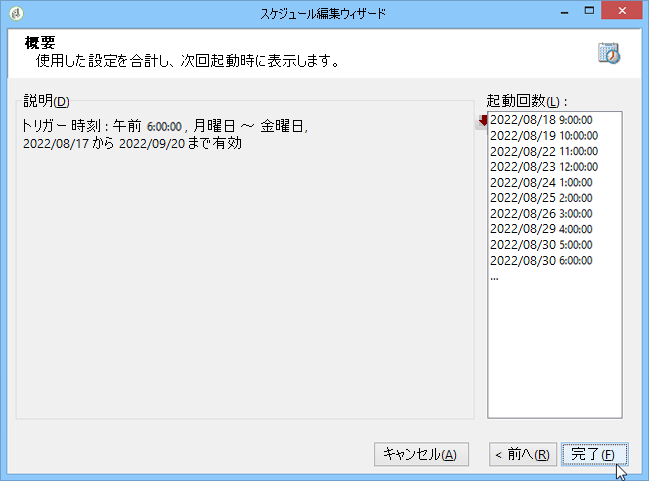 スケジュール編集ウィザード
概要
使用した設定を合計し、次回起動時に表示します。
説明(D)
トリガー 時刻 : 午前 6:00:00 , 月曜日 ～ 金曜日,
2022/08/17 から 2022/09/20 まで有効
起動回数(L) :
2022/08/18 9:00:00
2022/08/19 10:00:00
2022/08/22 11:00:00
2022/08/23 12:00:00
2022/08/24 1:00:00
2022/08/25 2:00:00
2022/08/26 3:00:00
2022/08/29 4:00:00
2022/08/30 5:00:00
2022/08/30 6:00:00
...
キャンセル(A)
< 前へ(R)
完了(F)